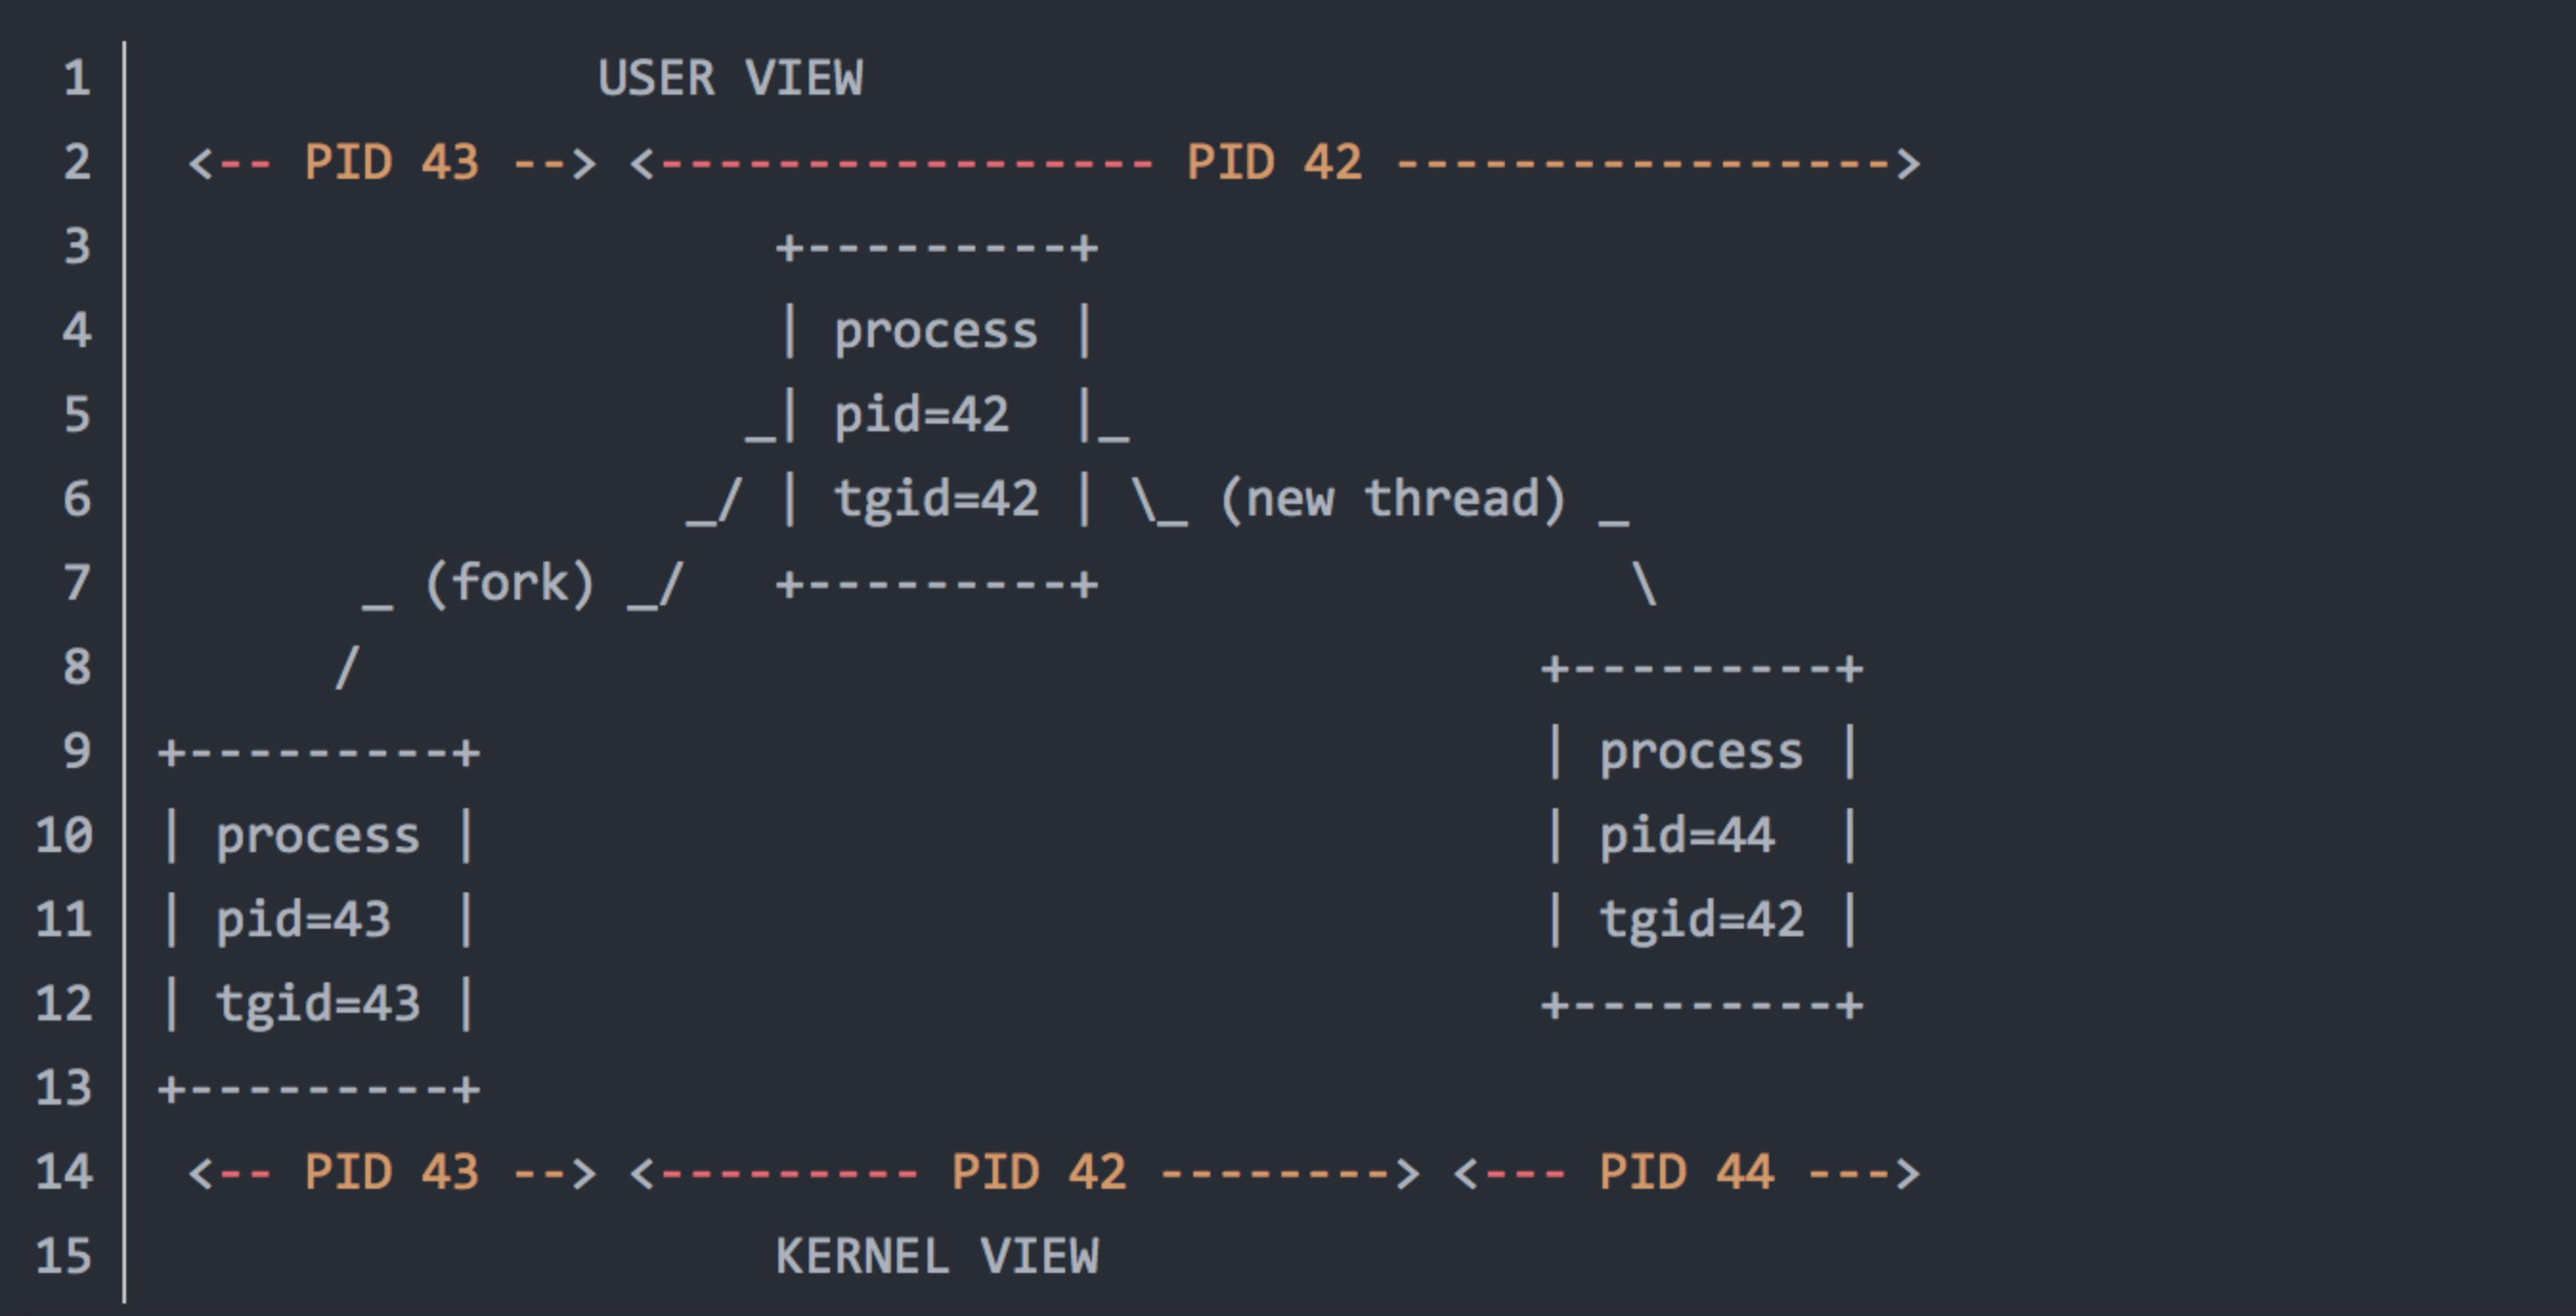 1                 USER VIEW
2   <-- PID 43 --> <----------------- PID 42 ----------------->
3                       +---------+
4                       | process |
5                      _| pid=42  |_
6                    _/ | tgid=42 | \_ (new thread) _
7         _ (fork) _/   +---------+                  \
8        /                                        +---------+
9  +---------+                                    | process |
10 | process |                                    | pid=44  |
11 | pid=43  |                                    | tgid=42 |
12 | tgid=43 |                                    +---------+
13 +---------+
14  <-- PID 43 --> <--------- PID 42 --------> <--- PID 44 --->
15                      KERNEL VIEW